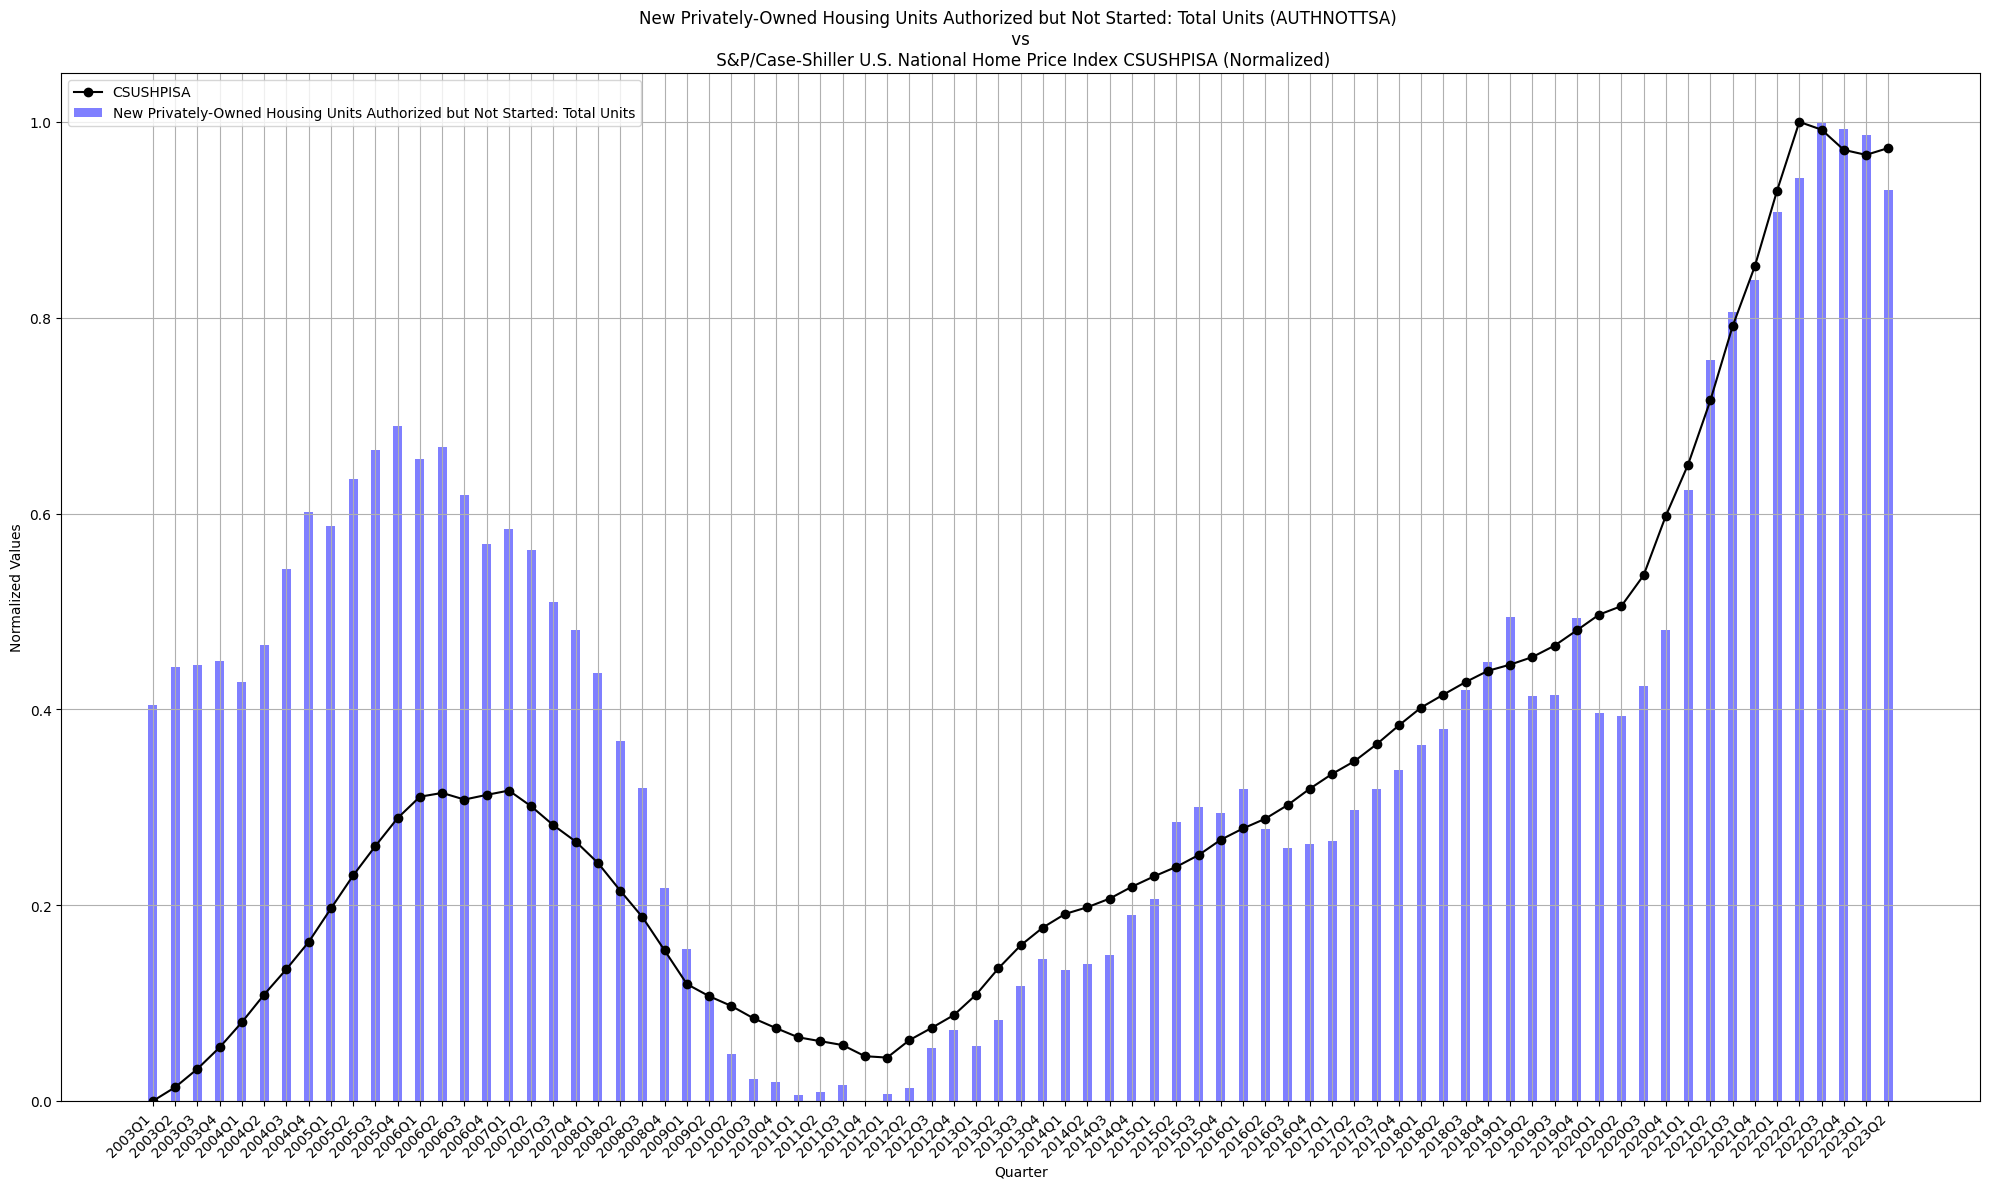 New Privately-Owned Housing Units Authorized but Not Started: Total Units (AUTHNOTTSA)
vs
S&P/Case-Shiller U.S. National Home Price Index CSUSHPISA (Normalized)
CSUSHPISA
New Privately-Owned Housing Units Authorized but Not Started: Total Units
Normalized Values
1.0
0.8
0.6
0.4
0.2
0.0
2003Q1
2003Q2
2003Q3
2003Q4
2004Q1
2004Q2
2004Q3
2004Q4
2005Q1
2005Q2
2005Q3
2005Q4
2006Q1
2006Q2
2006Q3
2006Q4
2007Q1
2007Q2
2007Q3
2007Q4
2008Q1
2008Q2
2008Q3
2008Q4
2009Q1
2009Q2
2010Q2
2010Q3
2010Q4
2011Q1
2011Q2
2011Q3
2011Q4
2012Q1
2012Q2
2012Q3
2012Q4
2013Q1
2013Q2
2013Q3
2013Q4
2014Q1
2014Q2
2014Q3
2014Q4
2015Q1
2015Q2
2015Q3
2015Q4
2016Q1
2016Q2
2016Q3
2016Q4
2017Q1
2017Q2
2017Q3
2017Q4
2018Q1
2018Q2
2018Q3
2018Q4
2019Q1
2019Q2
2019Q3
2019Q4
2020Q1
2020Q2
2020Q3
2020Q4
2021Q1
2021Q2
2021Q3
2021Q4
2022Q1
2022Q2
2022Q3
2022Q4
2023Q1
2023Q2
Quarter